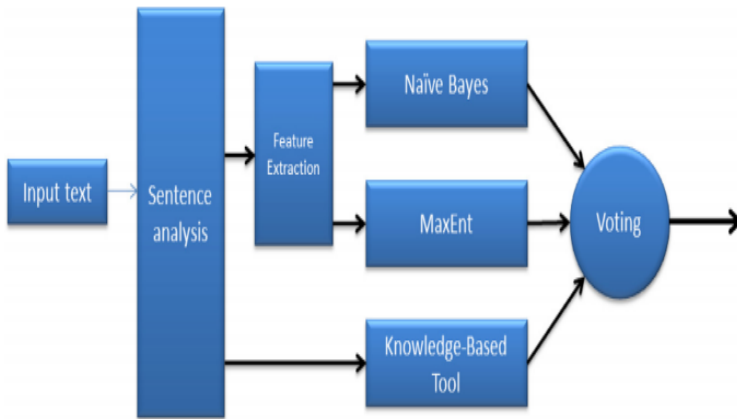 Input text
Sentence
analysis
Feature
Extraction
Naïve Bayes
MaxEnt
Knowledge-Based
Tool
Voting